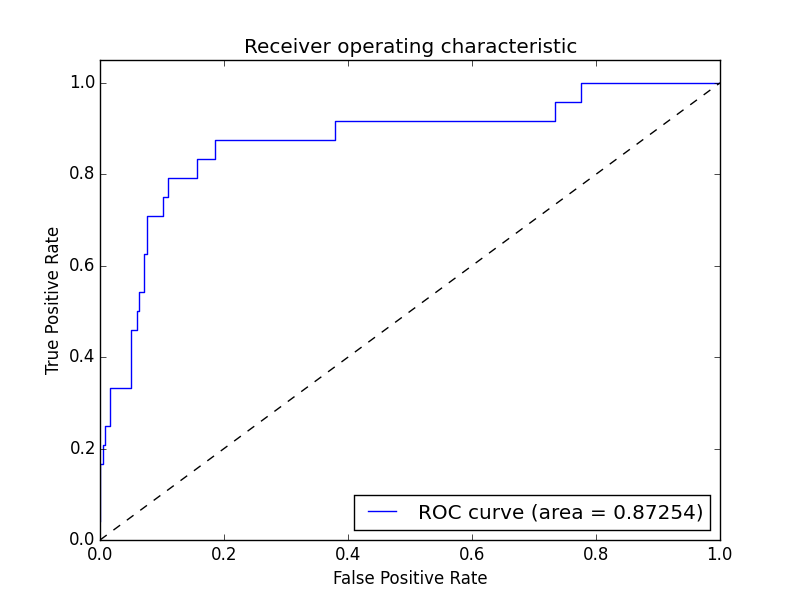 Receiver operating characteristic
1.0
0.8
0.6
0.4
0.2
0.0
True Positive Rate
ROC curve (area = 0.87254)
0.0 0.2 0.4 0.6 0.8 1.0
False Positive Rate